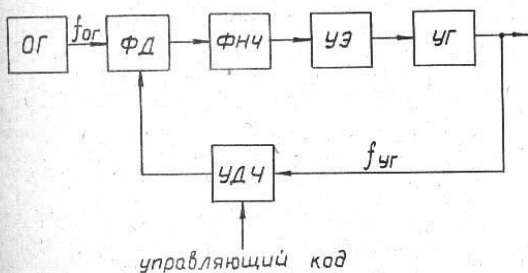 ОГ
fог
ФД
ФНЧ
УЭ
УГ
УДЧ
fуг
управляющий код